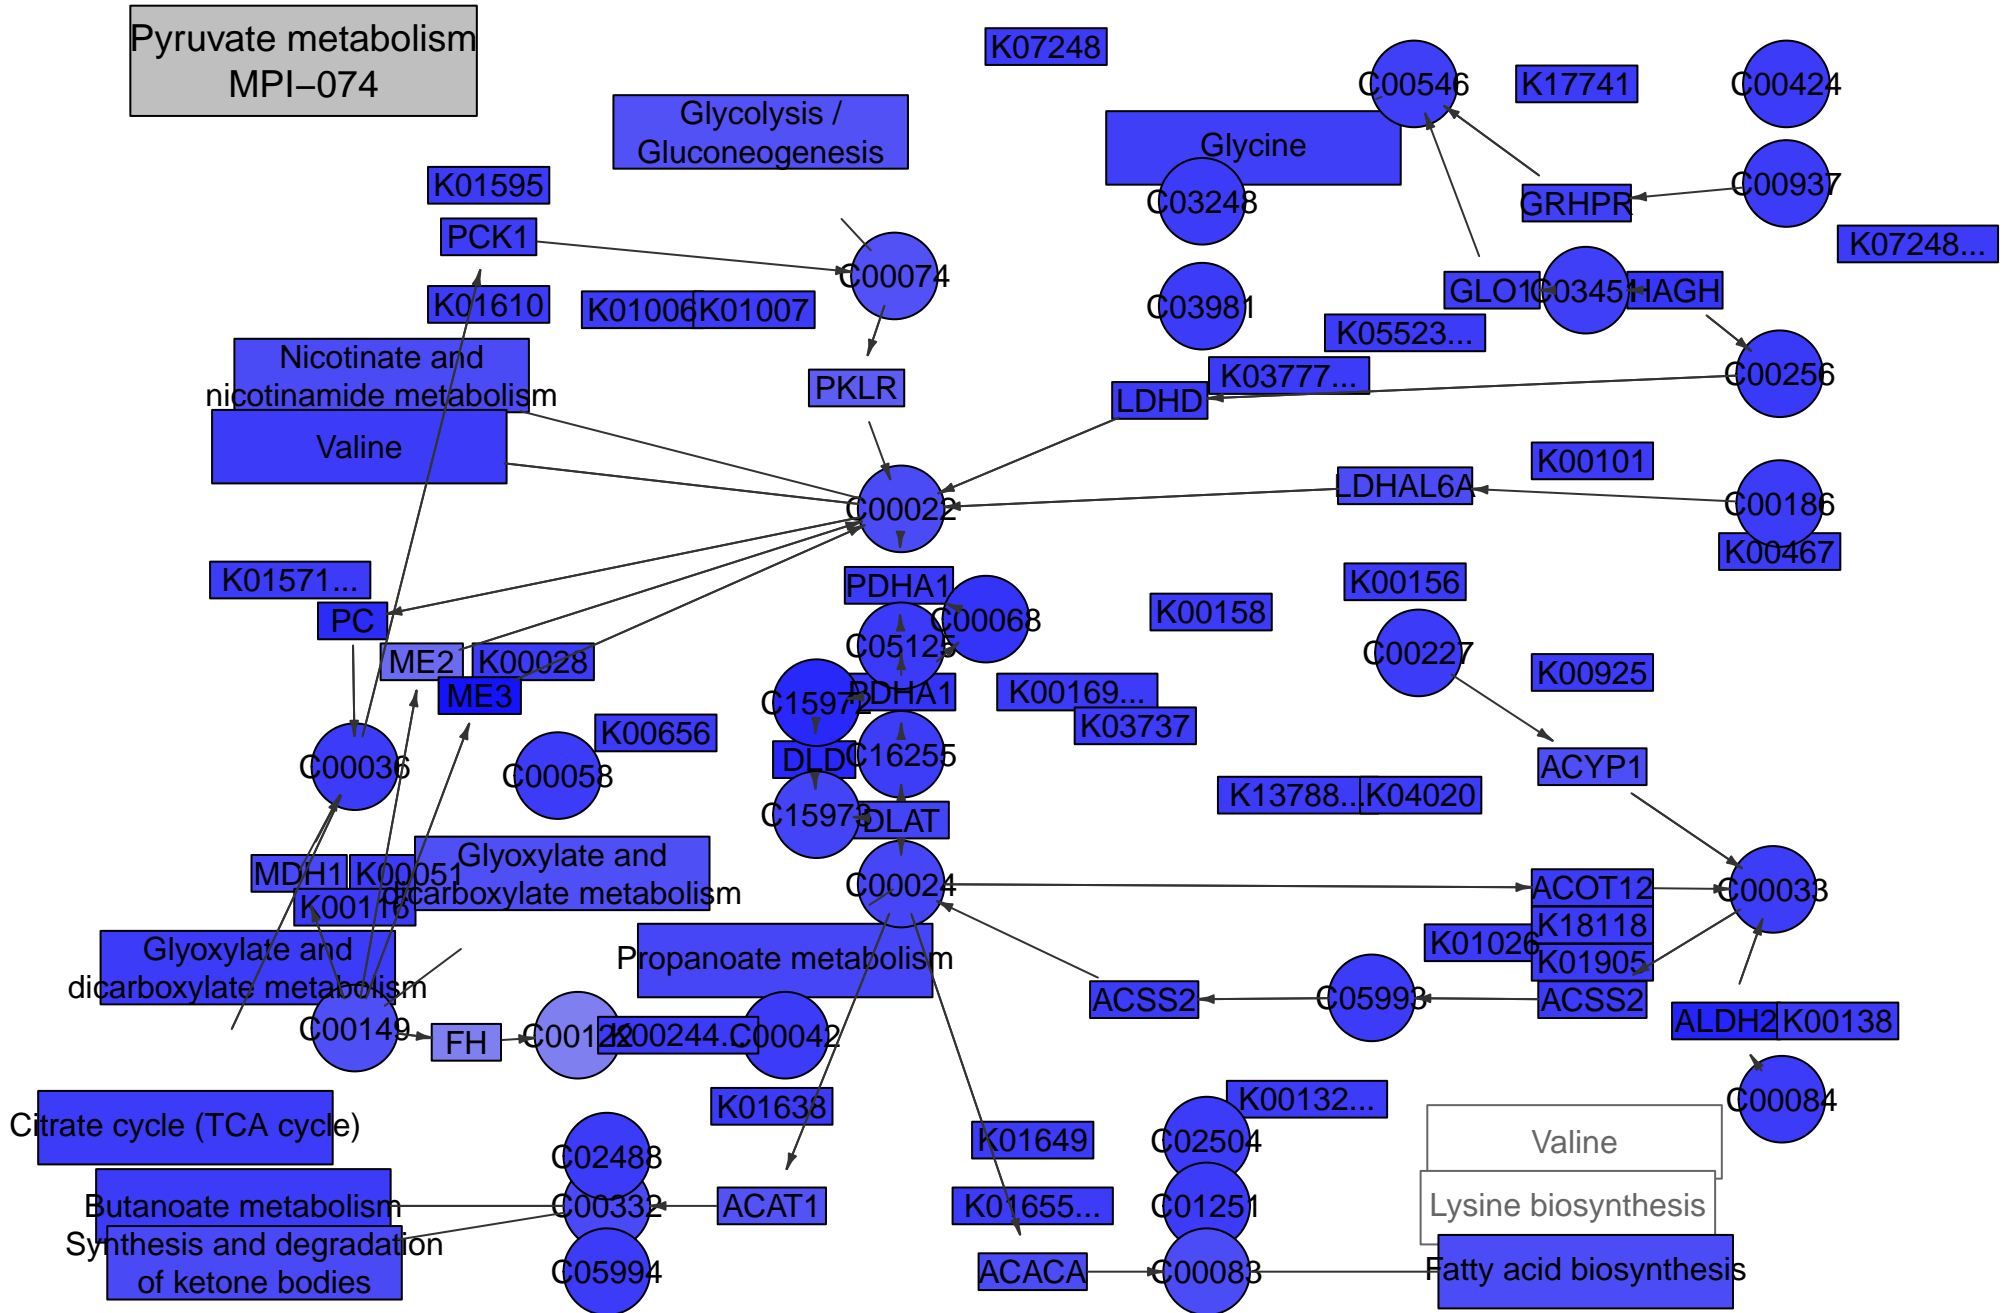 Pyruvate metabolism
MPI−074
K07248
C00546
K17741
C00424
Glycolysis /
Gluconeogenesis
Glycine
K01595
C03248
GRHPR
C00937
PCK1
K07248...
C00074
K01610
K01006
K01007
C03981
GLO1
C03451
HAGH
K05523...
Nicotinate and
nicotinamide metabolism
PKLR
K03777...
LDHD
C00256
Valine
K00101
LDHAL6A
C00022
C00186
K00467
K01571...
PDHA1
K00156
PC
C00068
K00158
C05125
ME2
K00028
C00227
ME3
C15972
PDHA1
K00169...
K00925
K03737
K00656
C00036
C00058
DLD
C16255
ACYP1
C15973
DLAT
K13788...
K04020
MDH1
K00051
Glyoxylate and
dicarboxylate metabolism
C00024
ACOT12
C00033
K00116
K18118
K01026
K01905
Glyoxylate and
dicarboxylate metabolism
Propanoate metabolism
ACSS2
C05993
ACSS2
C00149
FH
C00122
K00244...
C00042
ALDH2
K00138
K01638
K00132...
C00084
Citrate cycle (TCA cycle)
C02488
K01649
C02504
Valine
Butanoate metabolism
C00332
ACAT1
K01655...
C01251
Lysine biosynthesis
Synthesis and degradation
of ketone bodies
C05994
ACACA
C00083
Fatty acid biosynthesis